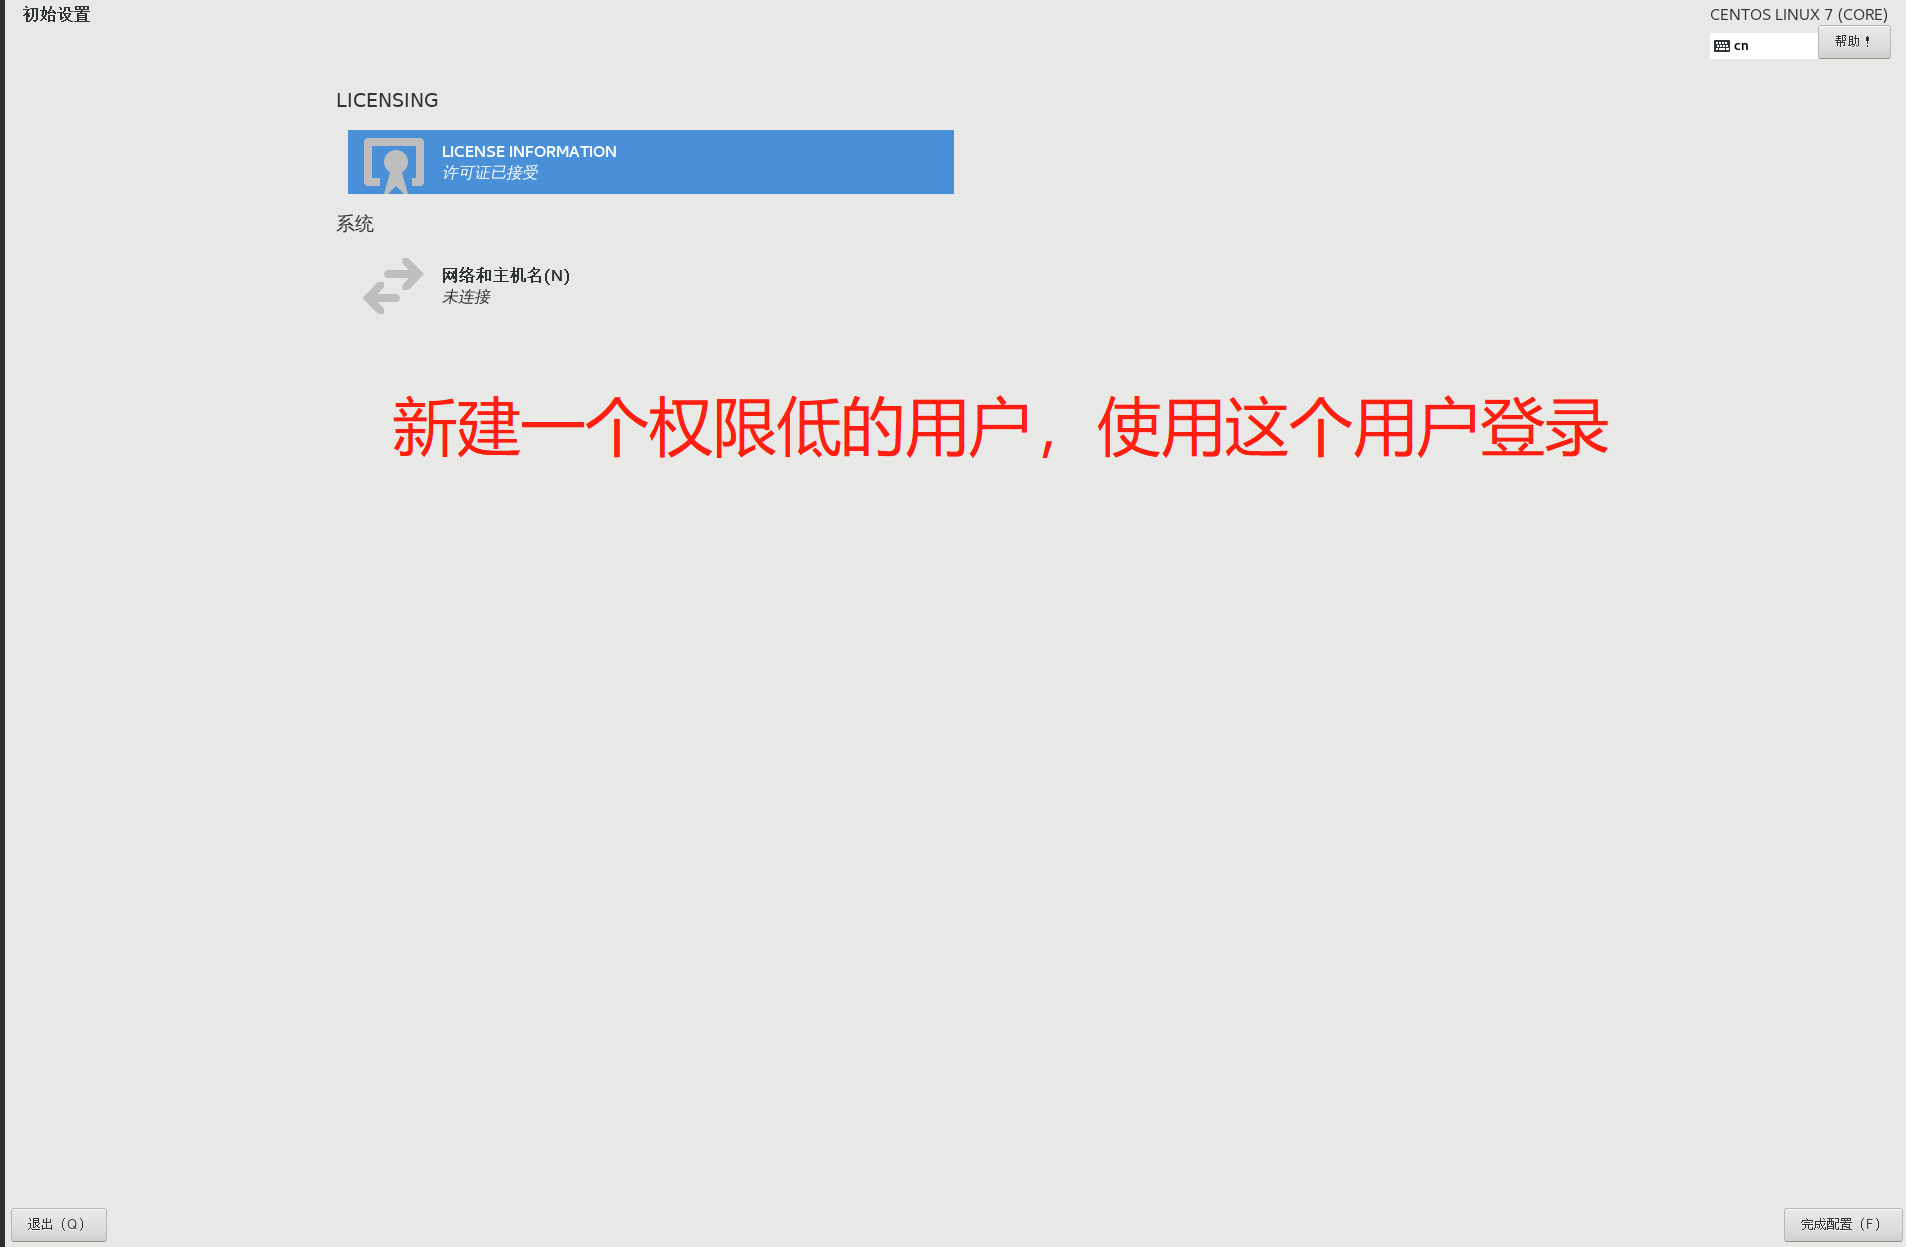 初始设置
CENTOS LINUX 7 (CORE)
cn
帮助！
LICENSING
LICENSE INFORMATION
许可证已接受
系统
网络和主机名(N)
未连接
新建一个权限低的用户，使用这个用户登录
退出（Q）
完成配置（F）